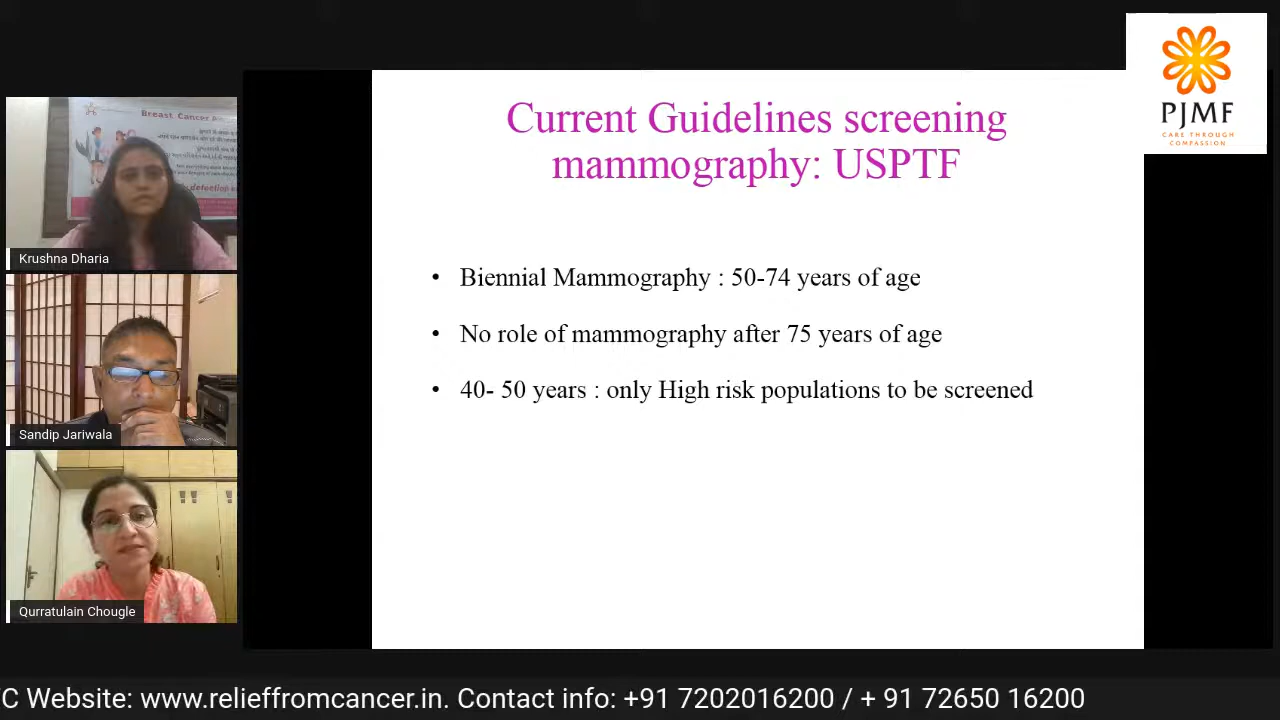 PJMF
CARE THROUGH
COMPASSION
Current Guidelines screening
mammography: USPTF
• Biennial Mammography : 50-74 years of age
• No role of mammography after 75 years of age
• 40- 50 years : only High risk populations to be screened
Breast Cancer
Krushna Dharia
Sandip Jariwala
Qurratulain Chougle
C Website: www.relieffromcancer.in. Contact info: +91 7202016200 / + 91 72650 16200